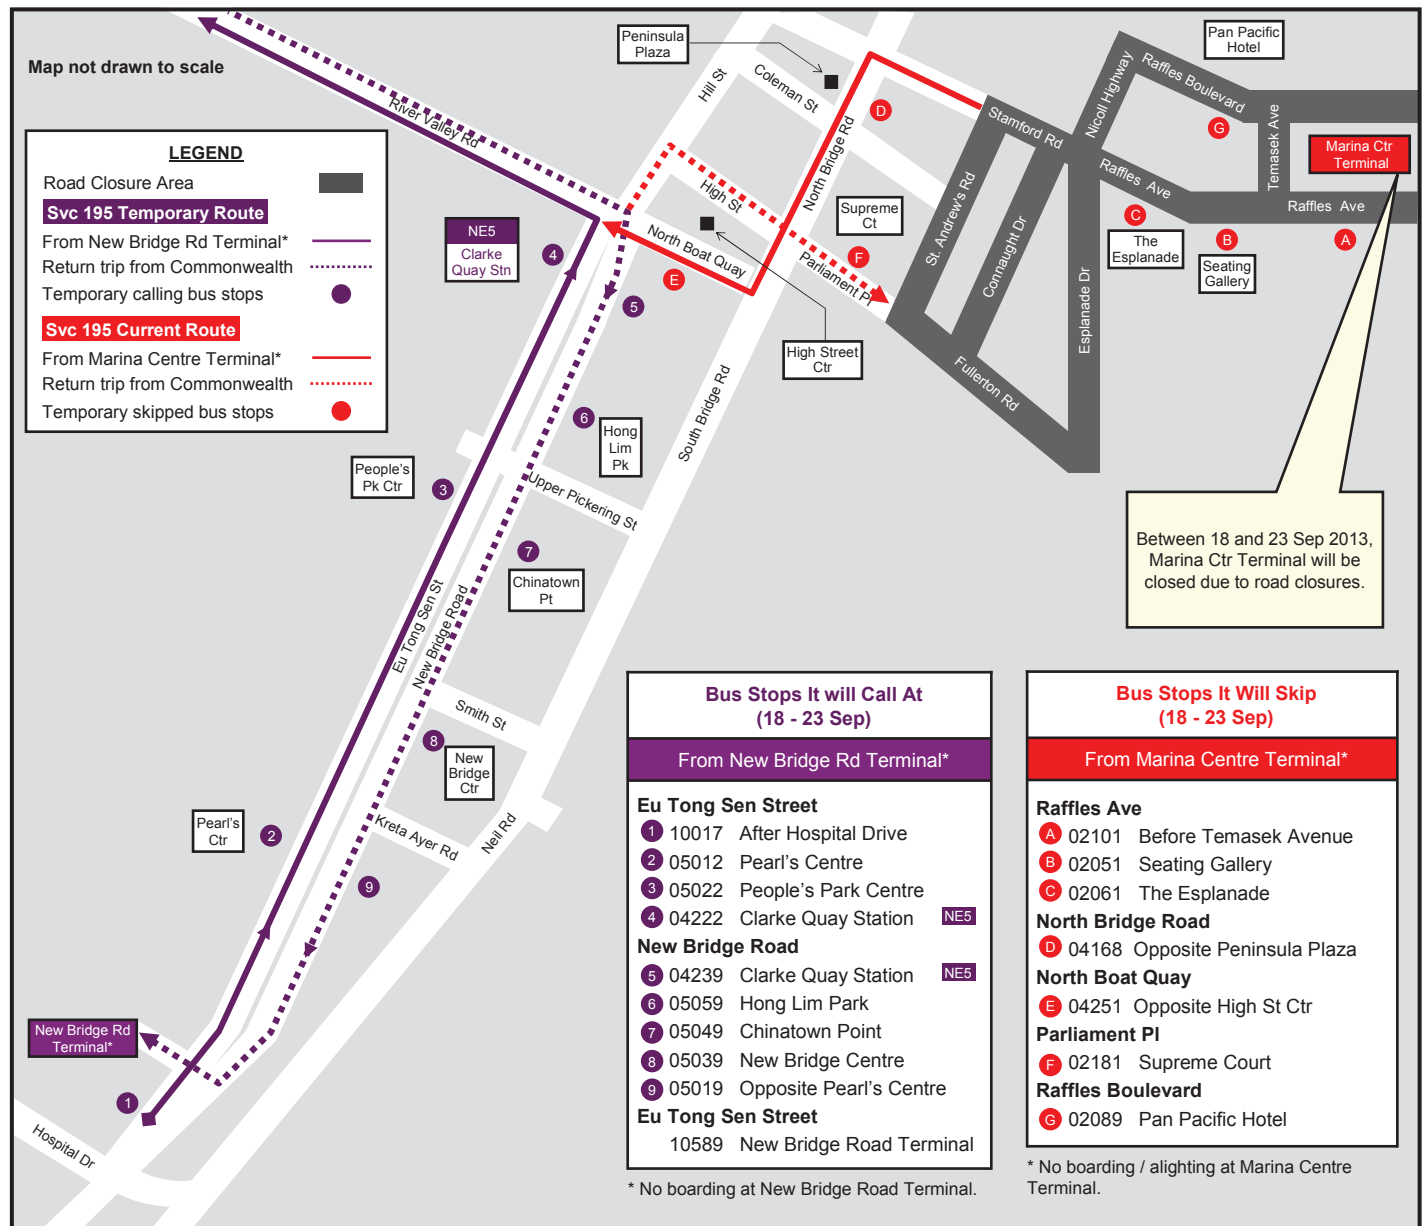 Map not drawn to scale
LEGEND
Road Closure Area
Svc 195 Temporary Route
From New Bridge Rd Terminal*
Return trip from Commonwealth
Temporary calling bus stops
Svc 195 Current Route
From Marina Centre Terminal*
Return trip from Commonwealth
Temporary skipped bus stops
River Valley Rd
Peninsula
Plaza
Hill St
Coleman St
D
North Bridge Rd
High St
Supreme
Ct
F
Parliament Pl
North Boat Quay
E
High Street
Ctr
NE5
Clarke
Quay Stn
4
5
Stamford Rd
Nicoll Highway
Raffles Boulevard
Pan Pacific
Hotel
G
Temasek Ave
Marina Ctr
Terminal
Raffles Ave
Raffles Ave
C
The
Esplanade
B
Seating
Gallery
A
St. Andrew's Rd
Connaught Dr
Esplanade Dr
Fullerton Rd
South Bridge Rd
6
Hong
Lim
Pk
People's
Pk Ctr
3
Upper Pickering St
7
Chinatown
Pt
Eu Tong Sen St
New Bridge Road
Smith St
8
New
Bridge
Ctr
Pearl's
Ctr
2
Kreta Ayer Rd
Neil Rd
9
New Bridge Rd
Terminal*
1
Hospital Dr
Between 18 and 23 Sep 2013,
Marina Ctr Terminal will be
closed due to road closures.
Bus Stops It will Call At
(18 - 23 Sep)
From New Bridge Rd Terminal*
Eu Tong Sen Street
1 10017 After Hospital Drive
2 05012 Pearl's Centre
3 05022 People's Park Centre
4 04222 Clarke Quay Station NE5
New Bridge Road
5 04239 Clarke Quay Station NE5
6 05059 Hong Lim Park
7 05049 Chinatown Point
8 05039 New Bridge Centre
9 05019 Opposite Pearl's Centre
Eu Tong Sen Street
10589 New Bridge Road Terminal
* No boarding at New Bridge Road Terminal.
Bus Stops It Will Skip
(18 - 23 Sep)
From Marina Centre Terminal*
Raffles Ave
A 02101 Before Temasek Avenue
B 02051 Seating Gallery
C 02061 The Esplanade
North Bridge Road
D 04168 Opposite Peninsula Plaza
North Boat Quay
E 04251 Opposite High St Ctr
Parliament Pl
F 02181 Supreme Court
Raffles Boulevard
G 02089 Pan Pacific Hotel
* No boarding / alighting at Marina Centre
Terminal.